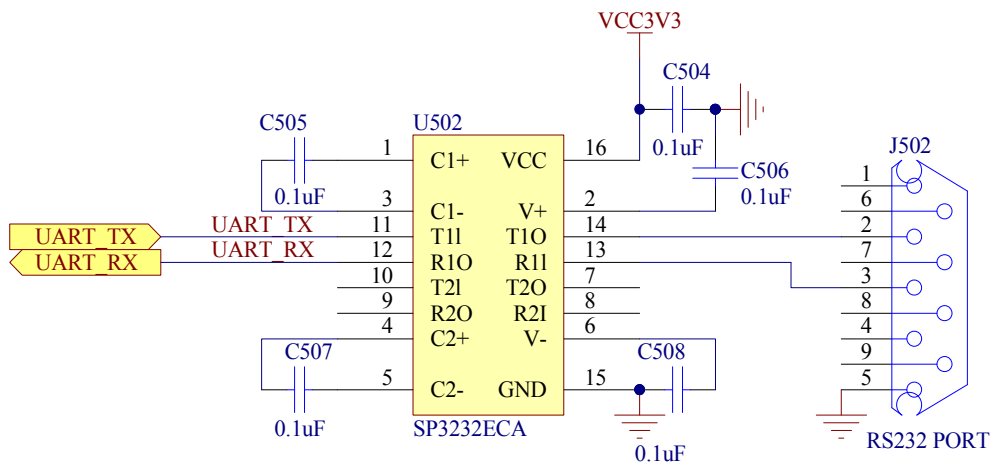 VCC3V3
C504
0.1uF
C505
0.1uF
U502
C506
0.1uF
J502
1 C1+ VCC 16
3 C1- V+ 2
UART_TX UART_TX 11 T1I T1O 14
UART_RX UART_RX 12 R1O R1I 13
10 T2I T2O 7
9 R2O R2I 8
4 C2+ V- 6
5 C2- GND 15
C507
0.1uF
C508
0.1uF
SP3232ECA
1
6
2
7
3
8
4
9
5
RS232 PORT